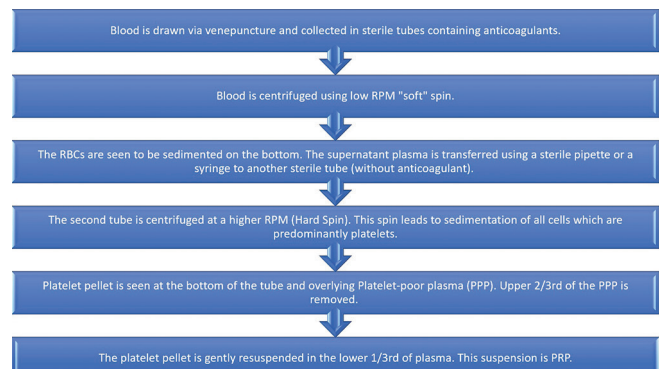 Blood is drawn via venepuncture and collected in sterile tubes containing anticoagulants.
Blood is centrifuged using low RPM "soft" spin.
The RBCs are seen to be sedimented on the bottom. The supernatant plasma is transferred using a sterile pipette or a
syringe to another sterile tube (without anticoagulant).
The second tube is centrifuged at a higher RPM (Hard Spin). This spin leads to sedimentation of all cells which are
predominantly platelets.
Platelet pellet is seen at the bottom of the tube and overlying Platelet-poor plasma (PPP). Upper 2/3rd of the PPP is
removed.
The platelet pellet is gently resuspended in the lower 1/3rd of plasma. This suspension is PRP.